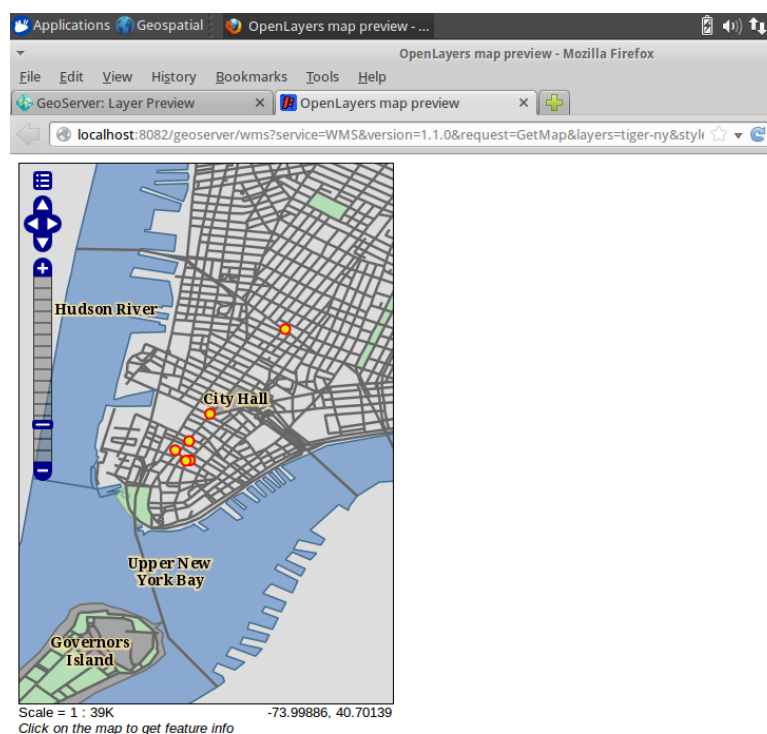 Applications Geospatial OpenLayers map preview - ...
OpenLayers map preview - Mozilla Firefox
File Edit View History Bookmarks Tools Help
GeoServer: Layer Preview × OpenLayers map preview ×
localhost:8082/geoserver/wms?service=WMS&version=1.1.0&request=GetMap&layers=tiger-ny&style
Hudson River
City Hall
Upper New
York Bay
Governors
Island
Scale = 1 : 39K -73.99886, 40.70139
Click on the map to get feature info